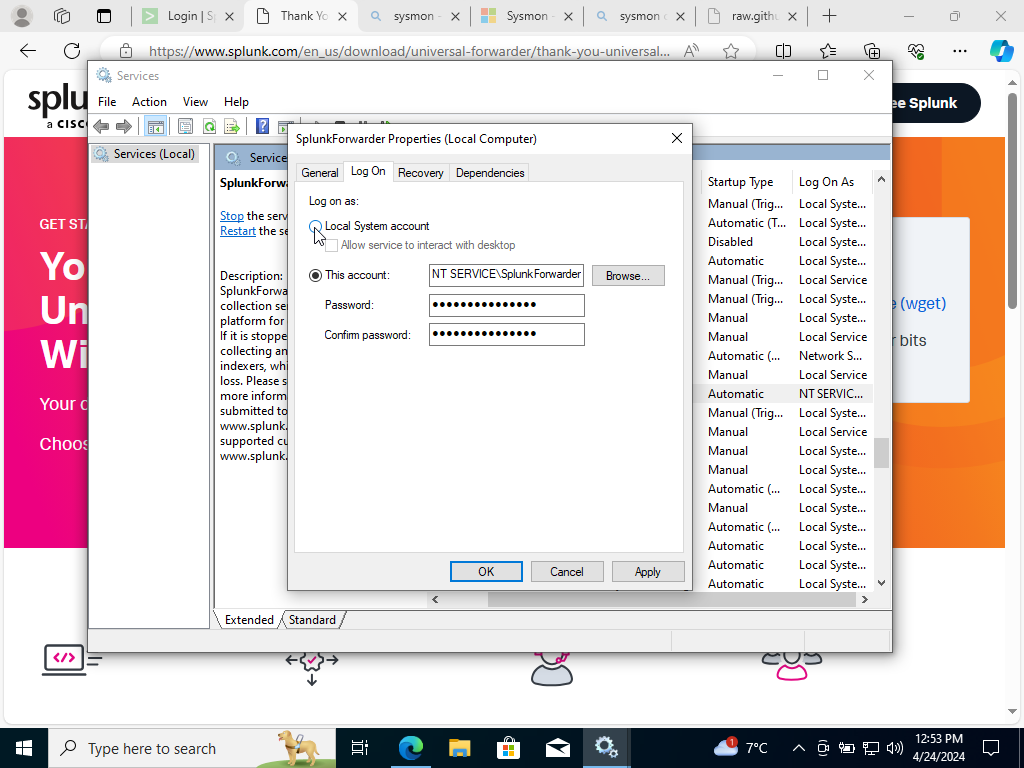 Login | S
Thank Yo
sysmon -
Sysmon -
sysmon c
raw.gith
https://www.splunk.com/en_us/download/universal-forwarder/thank-you-universal...
splu
a CISC
ee Splunk
GET STA
Yo
Un
Wi
Your d
Choos
e (wget)
r bits
Services
File Action View Help
Services (Local)
Service
SplunkForwa
Stop the serv
Restart the se
Description:
SplunkForwa
collection se
platform for
If it is stoppe
collecting an
indexers, whi
loss. Please s
more inform
submitted to
www.splunk.
supported cu
www.splunk.
Startup Type Log On As
Manual (Trig... Local Syste...
Automatic (T... Local Syste...
Disabled Local Syste...
Automatic Local Syste...
Manual (Trig... Local Service
Manual (Trig... Local Syste...
Manual Local Syste...
Manual Local Service
Automatic (... Network S...
Manual Local Service
Automatic NT SERVIC...
Manual (Trig... Local Syste...
Manual Local Service
Manual Local Syste...
Manual Local Syste...
Automatic (... Local Syste...
Manual Local Syste...
Automatic (... Local Syste...
Automatic Local Syste...
Automatic Local Syste...
Automatic Local Syste...
Extended Standard
SplunkForwarder Properties (Local Computer)
General Log On Recovery Dependencies
Log on as:
Local System account
Allow service to interact with desktop
This account: NT SERVICE\SplunkForwarder Browse...
Password: •••••••••••••••
Confirm password: •••••••••••••••
OK Cancel Apply
Type here to search
1
7°C
12:53 PM
4/24/2024